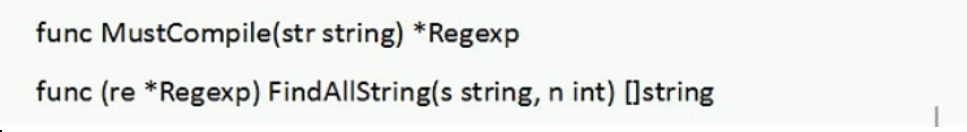 func MustCompile(str string) *Regexp
func (re *Regexp) FindAllString(s string, n int) []string